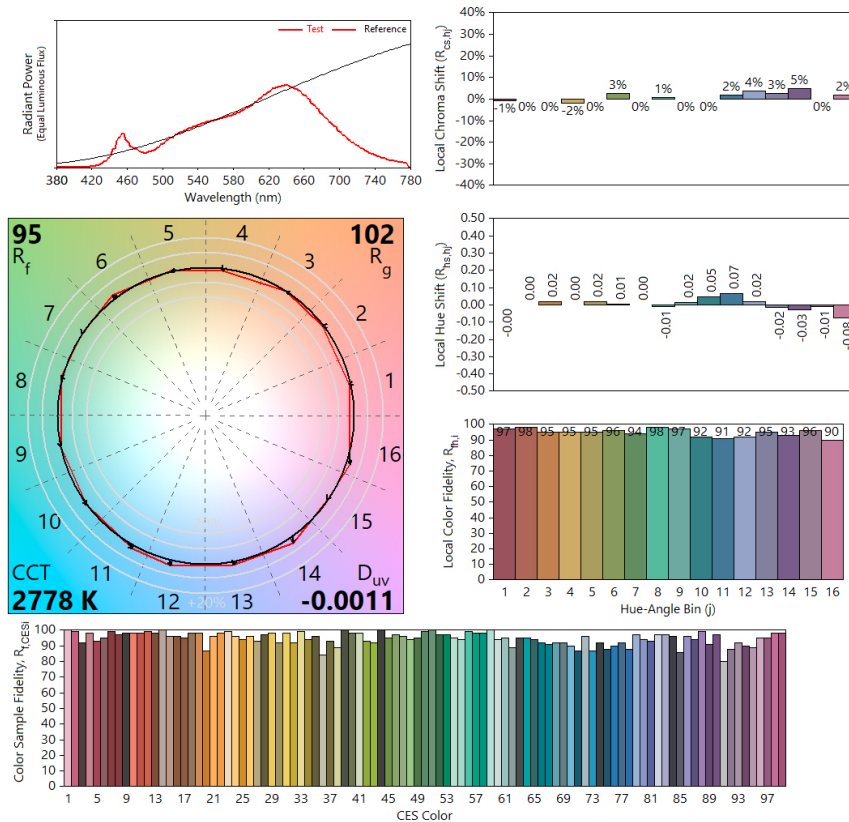 Radiant Power
(Equal Luminous Flux)
Test Reference
380 420 460 500 540 580 620 660 700 740 780
Wavelength (nm)
Local Chroma Shift (Rcs,hj)
40%
30%
20%
10%
0%
-10%
-20%
-30%
-40%
-1% 0% 0% -2% 0% 3% 0% 1% 0% 0% 2% 4% 3% 5% 0% 2%
95
Rf
102
Rg
5 4
6 3
7 2
8 1
9 16
10 15
11 14
12 13
+20%
CCT
2778 K
Duv
-0.0011
Local Hue Shift (Rhs,hj)
0.50
0.40
0.30
0.20
0.10
0.00
-0.10
-0.20
-0.30
-0.40
-0.50
-0.00 0.00 0.02 0.00 0.02 0.01 0.00 -0.01 0.02 0.05 0.07 0.02 -0.02 -0.03 -0.01 -0.08
Local Color Fidelity, Rfh,i
100
90
80
70
60
50
40
30
20
10
0
97 98 95 95 95 96 94 98 97 92 91 92 95 93 96 90
1 2 3 4 5 6 7 8 9 10 11 12 13 14 15 16
Hue-Angle Bin (j)
Color Sample Fidelity, Rf,CESi
100
90
80
70
60
50
40
30
20
10
0
1 5 9 13 17 21 25 29 33 37 41 45 49 53 57 61 65 69 73 77 81 85 89 93 97
CES Color